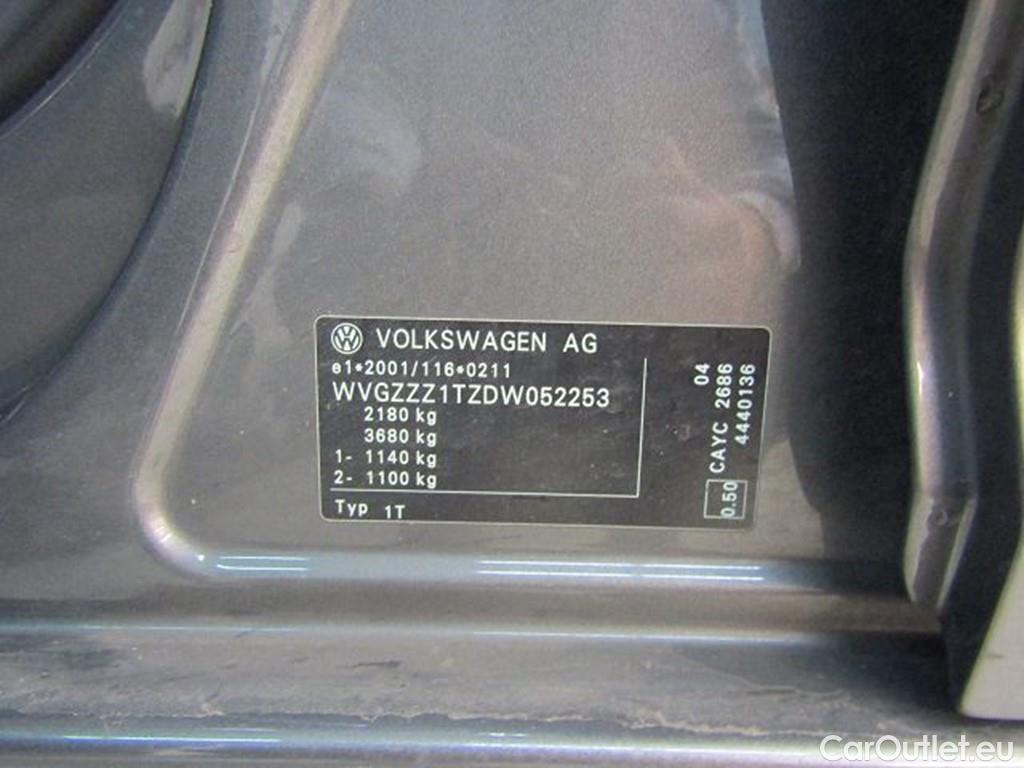 VOLKSWAGEN AG
e1*2001/116*0211
WVGZZZ1TZDW052253
2180 kg
3680 kg
1- 1140 kg
2- 1100 kg
Typ 1T
04
0.50 CAYC 2686
4440136
CarOutlet.eu